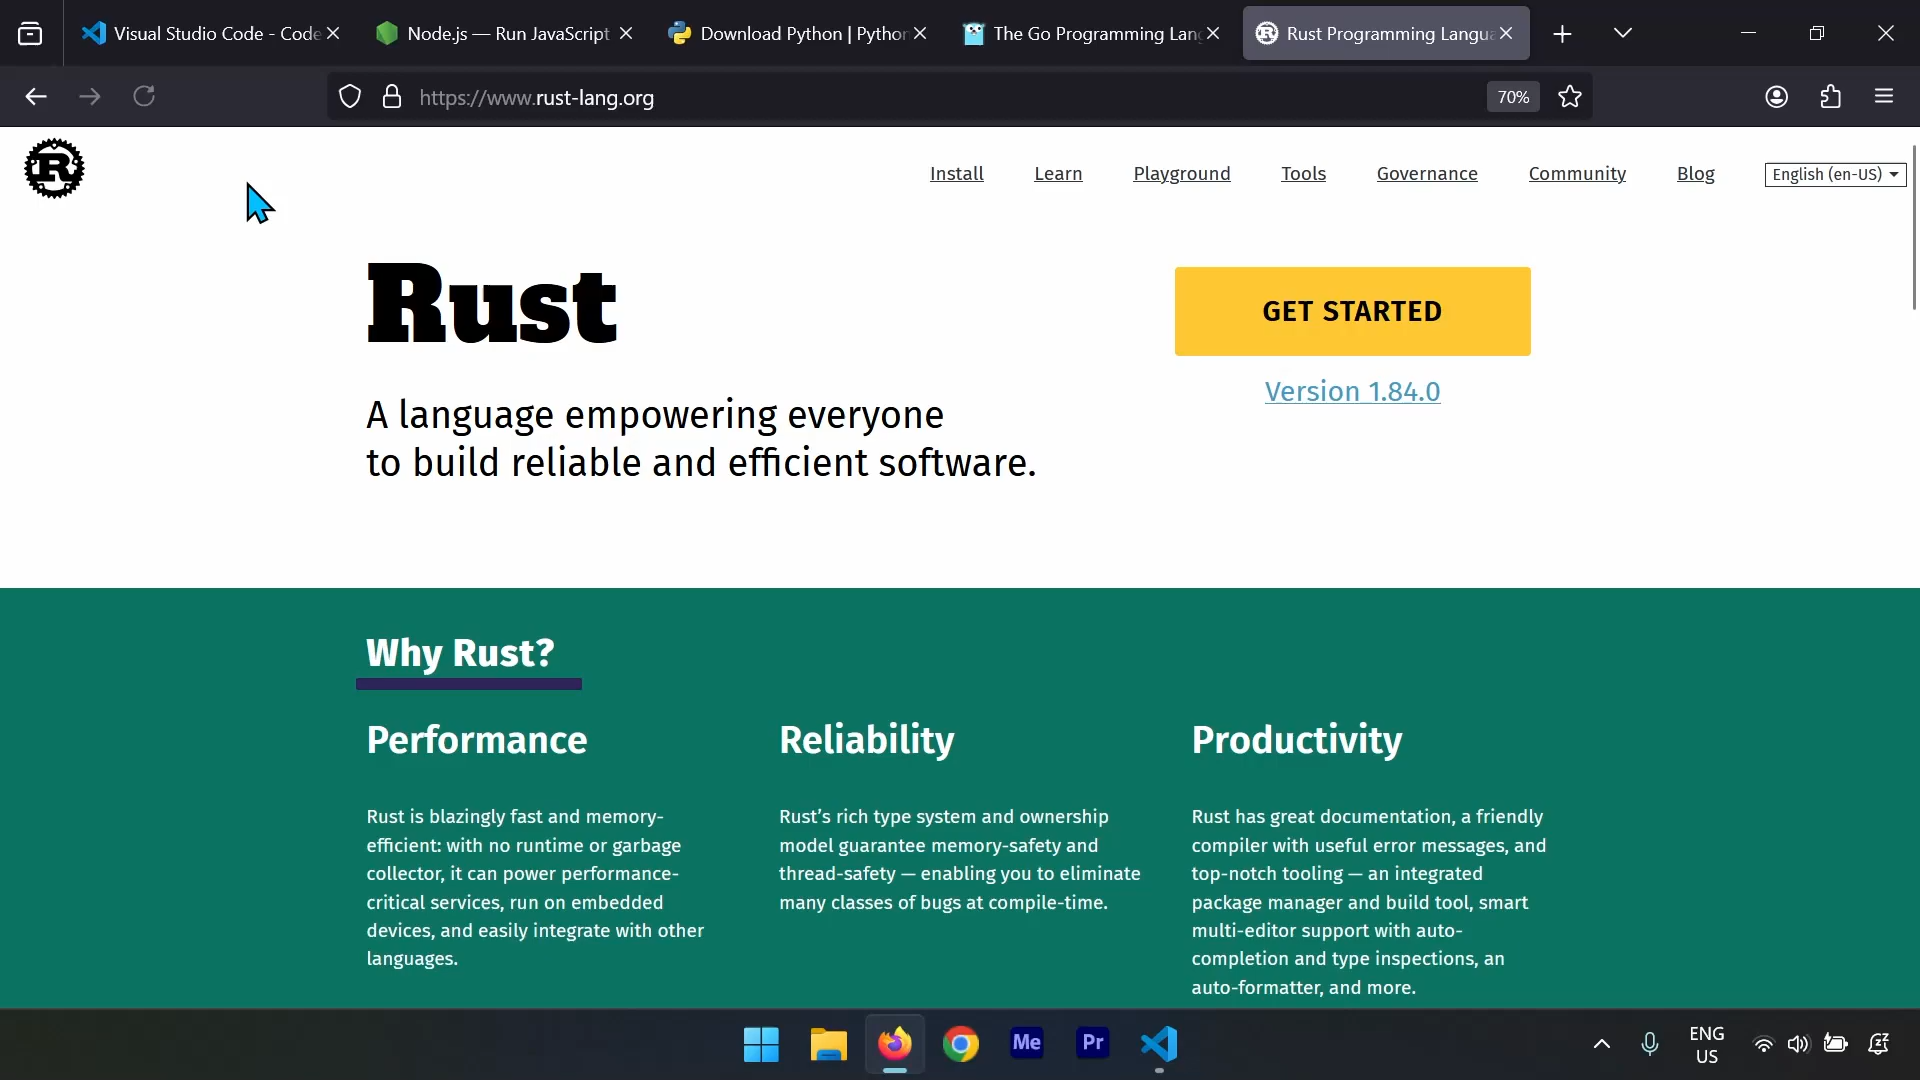 Visual Studio Code - Code
Node.js — Run JavaScript
Download Python | Python
The Go Programming Lang
Rust Programming Langua
https://www.rust-lang.org
70%
R
Install
Learn
Playground
Tools
Governance
Community
Blog
English (en-US)
Rust
GET STARTED
Version 1.84.0
A language empowering everyone
to build reliable and efficient software.
Why Rust?
Performance
Rust is blazingly fast and memory-
efficient: with no runtime or garbage
collector, it can power performance-
critical services, run on embedded
devices, and easily integrate with other
languages.
Reliability
Rust’s rich type system and ownership
model guarantee memory-safety and
thread-safety — enabling you to eliminate
many classes of bugs at compile-time.
Productivity
Rust has great documentation, a friendly
compiler with useful error messages, and
top-notch tooling — an integrated
package manager and build tool, smart
multi-editor support with auto-
completion and type inspections, an
auto-formatter, and more.
Me
Pr
ENG
US